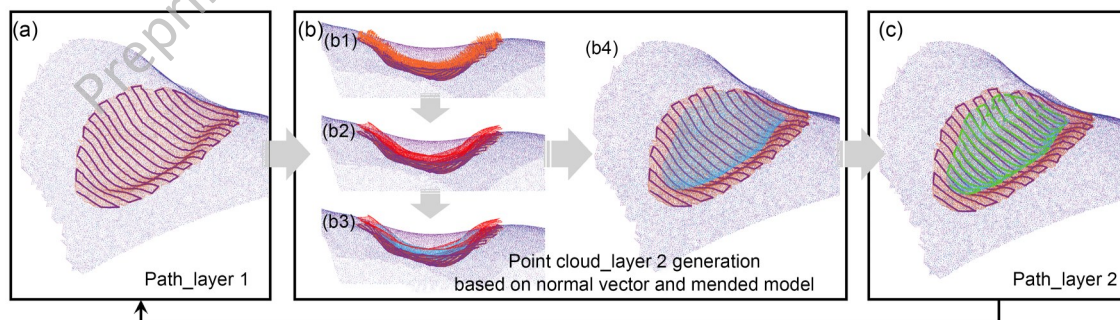 (a)
Path_layer 1
(b)
(b1)
(b2)
(b3)
(b4)
Point cloud_layer 2 generation
based on normal vector and mended model
(c)
Path_layer 2